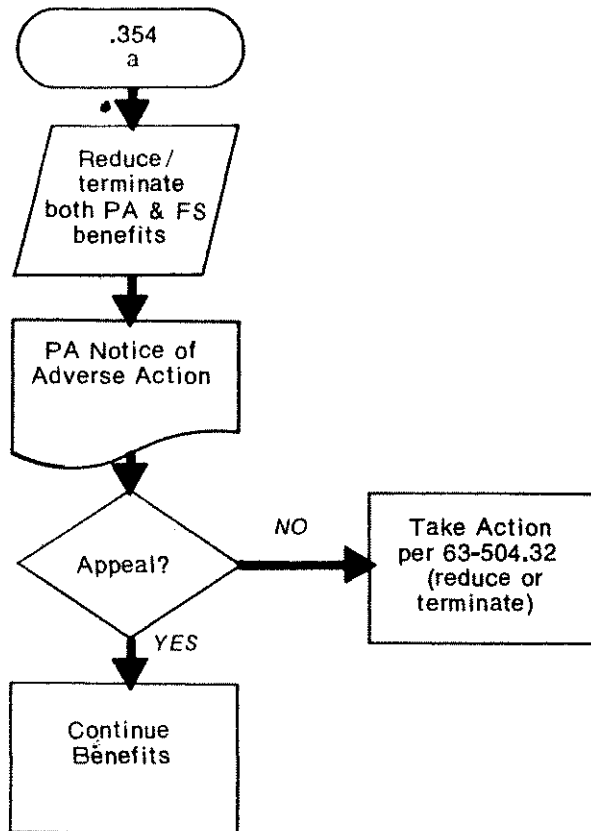 .354
a
Reduce/
terminate
both PA & FS
benefits
PA Notice of
Adverse Action
Appeal?
NO
Take Action
per 63-504.32
(reduce or
terminate)
YES
Continue
Benefits